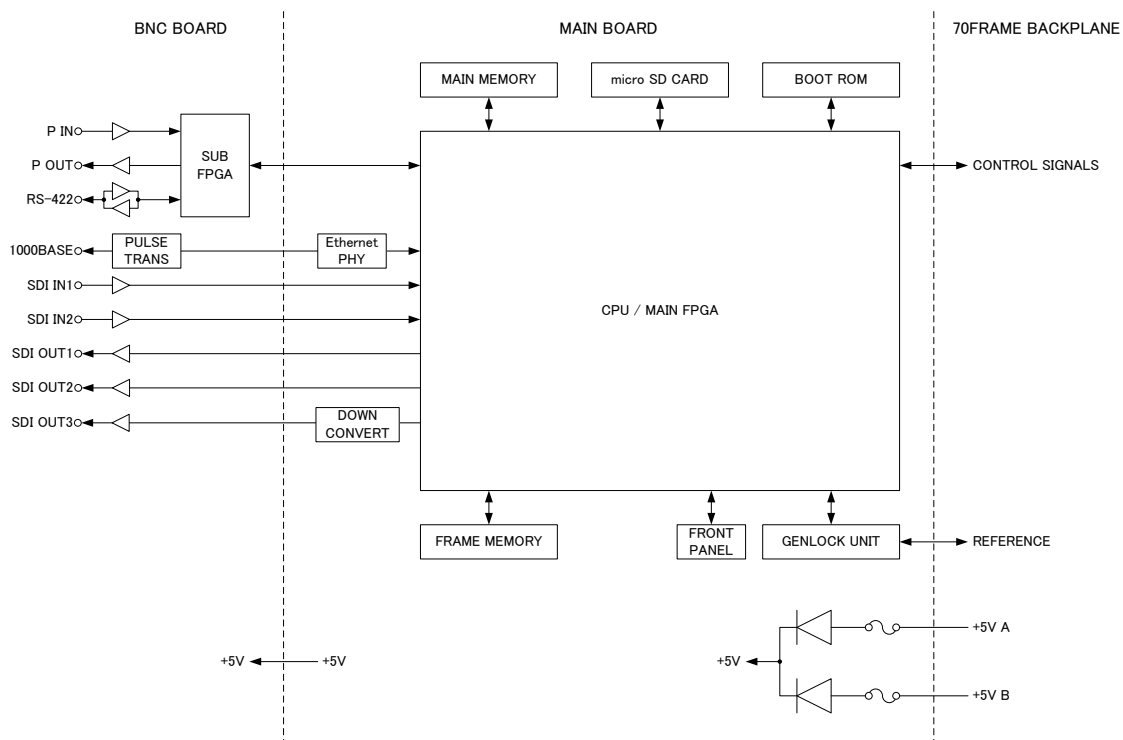 BNC BOARD
MAIN BOARD
70FRAME BACKPLANE
MAIN MEMORY
micro SD CARD
BOOT ROM
P IN
P OUT
RS-422
SUB
FPGA
CONTROL SIGNALS
1000BASE
PULSE
TRANS
Ethernet
PHY
SDI IN1
SDI IN2
CPU / MAIN FPGA
SDI OUT1
SDI OUT2
SDI OUT3
DOWN
CONVERT
FRAME MEMORY
FRONT
PANEL
GENLOCK UNIT
REFERENCE
+5V A
+5V
+5V
+5V
+5V B